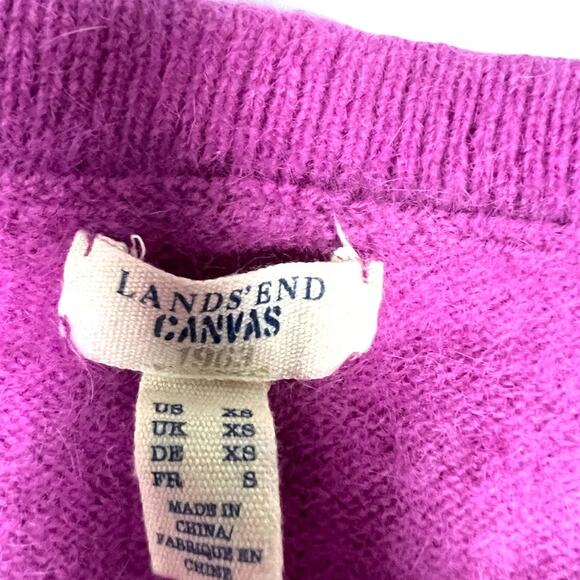 LANDS' END
CANVAS
1963
US XS
UK XS
DE XS
FR S
MADE IN
CHINA/
FABRIQUE EN
CHINE